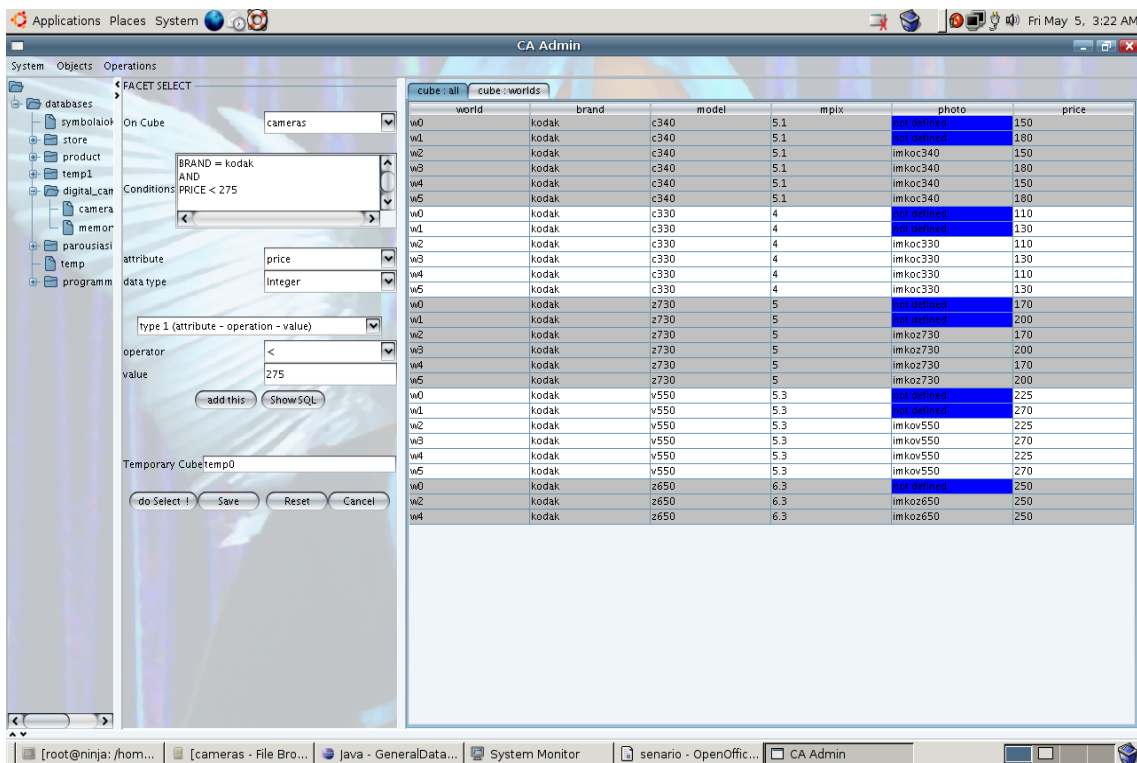 Applications Places System Fri May 5, 3:22 AM
CA Admin
System Objects Operations
databases
symbolaiok
store
product
temp1
digital_cam
camera
memor
parousiasi
temp
programm
FACET SELECT
On Cube cameras
Conditions
BRAND = kodak
AND
PRICE < 275
attribute price
data type Integer
type 1 (attribute - operation - value)
operator <
value 275
add this Show SQL
Temporary Cube temp0
do Select ! Save Reset Cancel
cube : all cube : worlds
world brand model mpix photo price
w0 kodak c340 5.1 not defined 150
w1 kodak c340 5.1 not defined 180
w2 kodak c340 5.1 imkoc340 150
w3 kodak c340 5.1 imkoc340 180
w4 kodak c340 5.1 imkoc340 150
w5 kodak c340 5.1 imkoc340 180
w0 kodak c330 4 not defined 110
w1 kodak c330 4 not defined 130
w2 kodak c330 4 imkoc330 110
w3 kodak c330 4 imkoc330 130
w4 kodak c330 4 imkoc330 110
w5 kodak c330 4 imkoc330 130
w0 kodak z730 5 not defined 170
w1 kodak z730 5 not defined 200
w2 kodak z730 5 imkoz730 170
w3 kodak z730 5 imkoz730 200
w4 kodak z730 5 imkoz730 170
w5 kodak z730 5 imkoz730 200
w0 kodak v550 5.3 not defined 225
w1 kodak v550 5.3 not defined 270
w2 kodak v550 5.3 imkov550 225
w3 kodak v550 5.3 imkov550 270
w4 kodak v550 5.3 imkov550 225
w5 kodak v550 5.3 imkov550 270
w0 kodak z650 6.3 not defined 250
w2 kodak z650 6.3 imkoz650 250
w4 kodak z650 6.3 imkoz650 250
[root@ninja: /hom... [cameras - File Bro... Java - GeneralData... System Monitor senario - OpenOffic... CA Admin